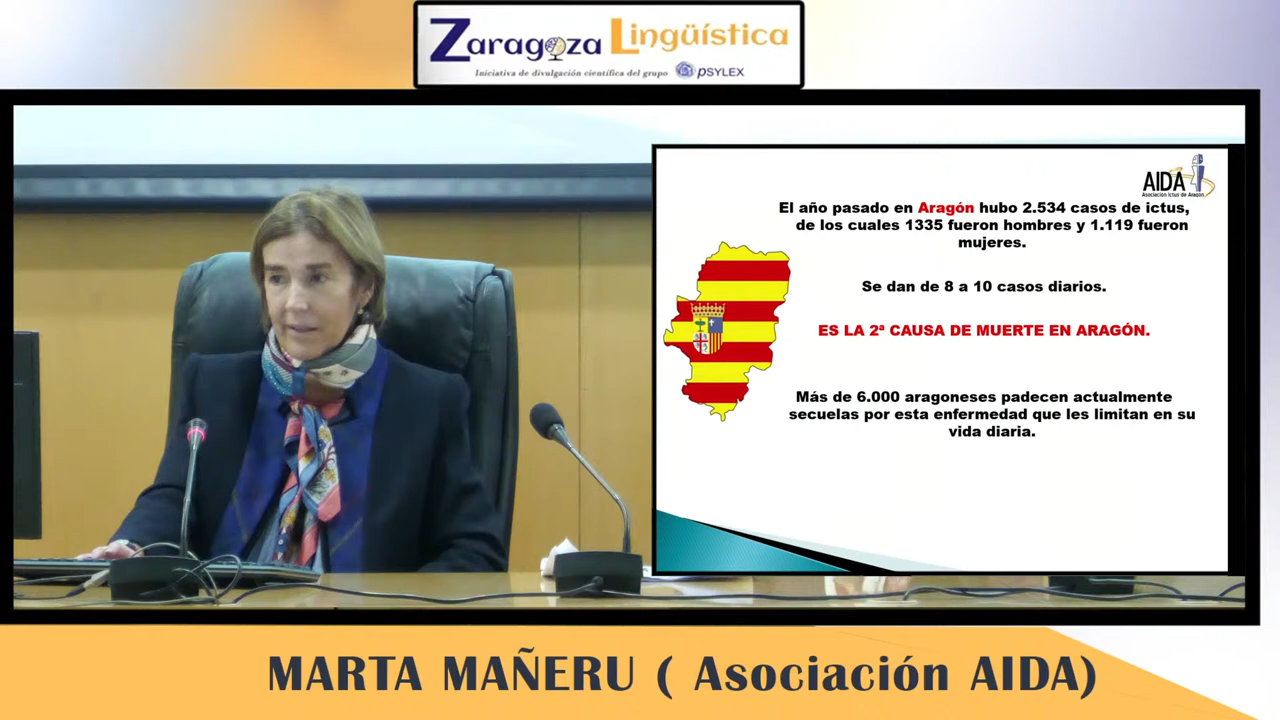 Zaragoza Lingüística
Iniciativa de divulgación científica del grupo pSYLEX
AIDA
Asociación Ictus de Aragón
El año pasado en Aragón hubo 2.534 casos de ictus,
de los cuales 1335 fueron hombres y 1.119 fueron
mujeres.
Se dan de 8 a 10 casos diarios.
ES LA 2ª CAUSA DE MUERTE EN ARAGÓN.
Más de 6.000 aragoneses padecen actualmente
secuelas por esta enfermedad que les limitan en su
vida diaria.
MARTA MAÑERU ( Asociación AIDA)